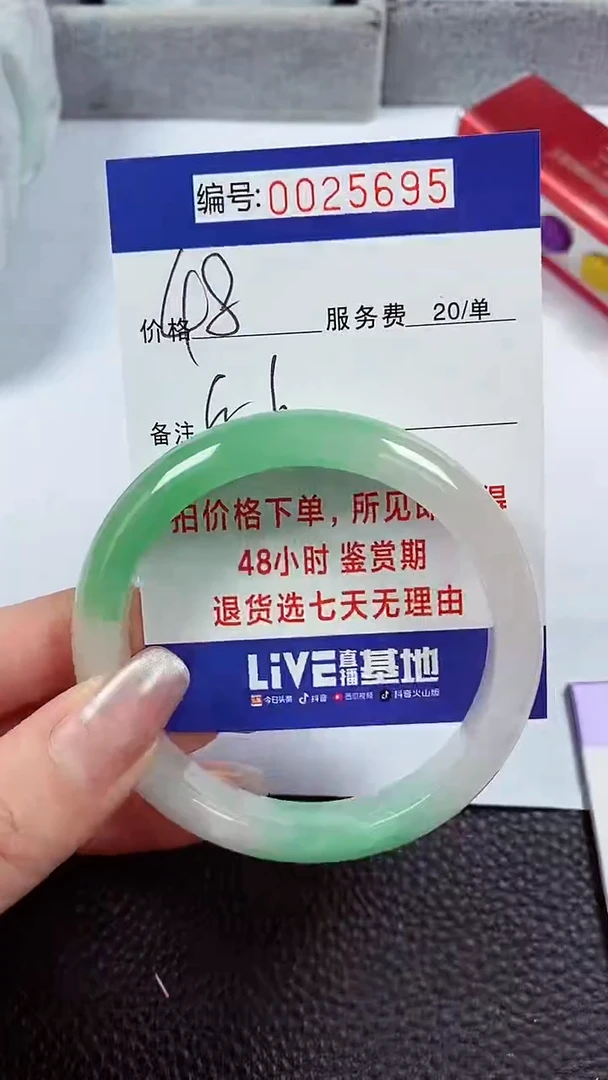 编号:0025695
价格 98 服务费 20/单
备注
拍价格下单，所见即
48小时 鉴赏期
退货选七天无理由
LiVE直播基地
今日头条 抖音 西瓜视频 抖音火山版